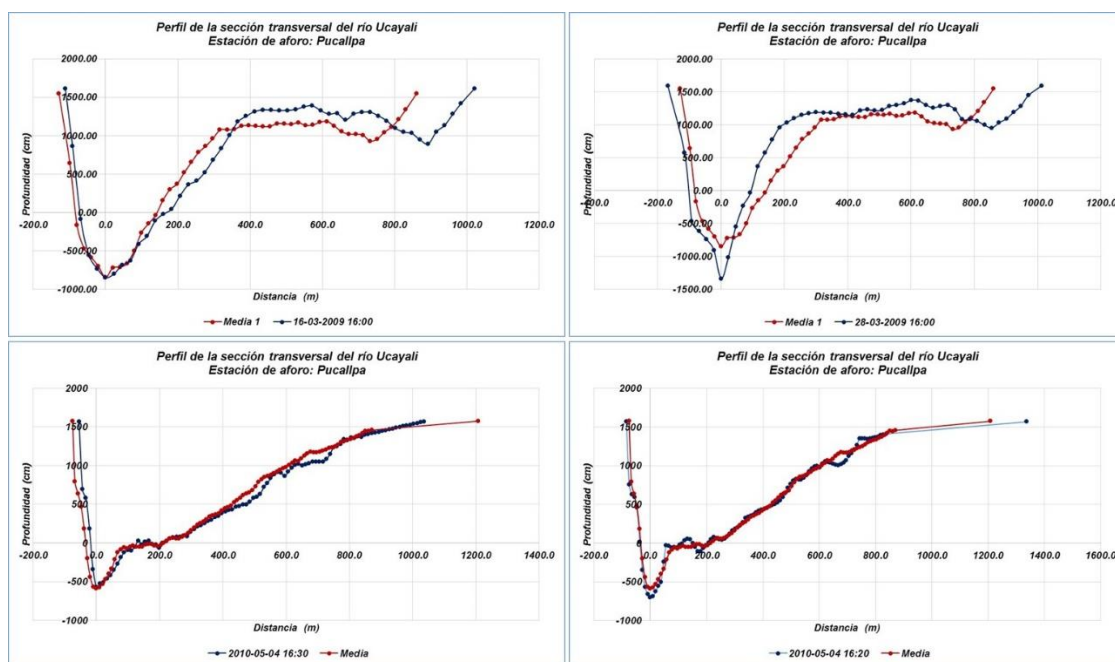 Perfil de la sección transversal del río Ucayali
Estación de aforo: Pucallpa
2000.00
1500.00
1000.00
500.00
0.00
-500.00
-1000.00
-200.0 0.0 200.0 400.0 600.0 800.0 1000.0 1200.0
Profundidad (cm)
Distancia (m)
Media 1 16-03-2009 16:00
Perfil de la sección transversal del río Ucayali
Estación de aforo: Pucallpa
2000.00
1500.00
1000.00
500.00
0.00
-500.00
-1000.00
-1500.00
-400.0 -200.0 0.0 200.0 400.0 600.0 800.0 1000.0 1200.0
Profundidad (cm)
Distancia (m)
Media 1 28-03-2009 16:00
Perfil de la sección transversal del río Ucayali
Estación de aforo: Pucallpa
2000
1500
1000
500
0
-500
-1000
-200.0 0.0 200.0 400.0 600.0 800.0 1000.0 1200.0 1400.0
Profundidad (cm)
Distancia (m)
2010-05-04 16:30 Media
Perfil de la sección transversal del río Ucayali
Estación de aforo: Pucallpa
2000
1500
1000
500
0
-500
-1000
-200.0 0.0 200.0 400.0 600.0 800.0 1000.0 1200.0 1400.0 1600.0
Profundidad (cm)
Distancia (m)
2010-05-04 16:20 Media